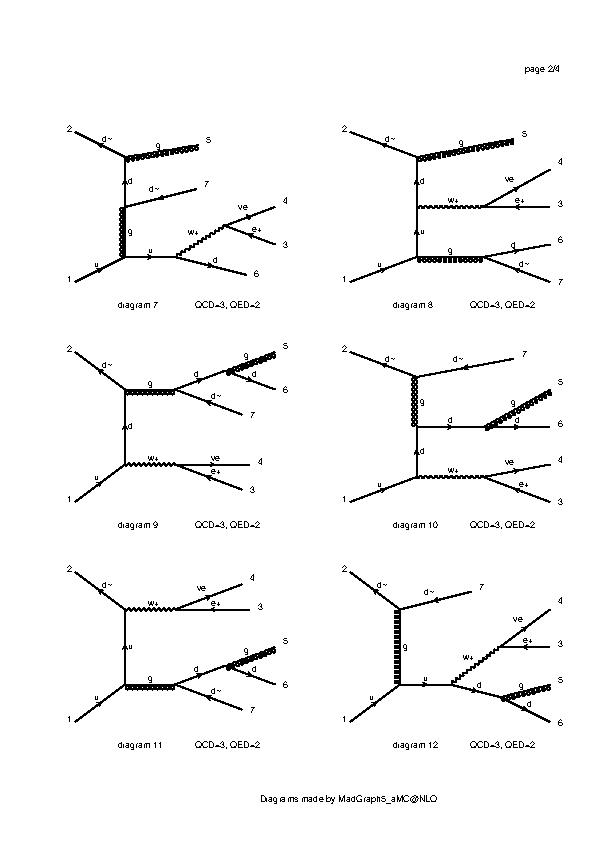 page 2/4
2
d~
g
5
d
d~
7
g
ve
4
w+
e+
3
u
u
d
6
1
diagram 7 QCD=3, QED=2
2
d~
g
5
d
ve
4
w+
e+
3
u
d
6
u
g
d~
7
1
diagram 8 QCD=3, QED=2
2
d~
g
5
g
d
d
6
d~
7
d
w+
ve
4
u
e+
3
1
diagram 9 QCD=3, QED=2
2
d~
d~
7
g
g
5
d
d
6
d
ve
4
w+
u
e+
3
1
diagram 10 QCD=3, QED=2
2
d~
ve
4
w+
e+
3
u
g
5
g
d
d
6
u
d~
7
1
diagram 11 QCD=3, QED=2
2
d~
d~
7
ve
4
g
e+
3
w+
g
5
u
u
d
d
6
1
diagram 12 QCD=3, QED=2
Diagrams made by MadGraph5_aMC@NLO